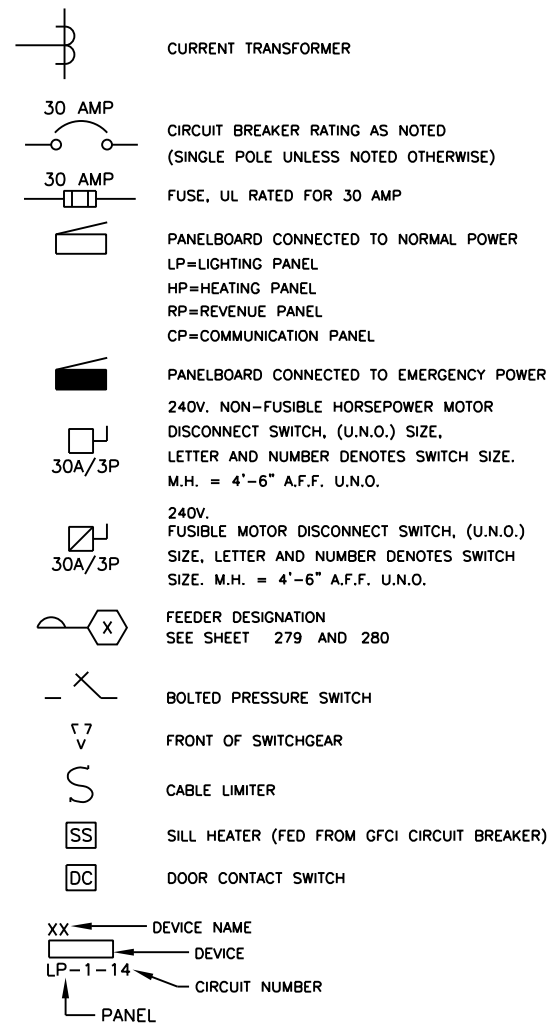 CURRENT TRANSFORMER
30 AMP
CIRCUIT BREAKER RATING AS NOTED
(SINGLE POLE UNLESS NOTED OTHERWISE)
30 AMP
FUSE, UL RATED FOR 30 AMP
PANELBOARD CONNECTED TO NORMAL POWER
LP=LIGHTING PANEL
HP=HEATING PANEL
RP=REVENUE PANEL
CP=COMMUNICATION PANEL
PANELBOARD CONNECTED TO EMERGENCY POWER
240V. NON-FUSIBLE HORSEPOWER MOTOR
DISCONNECT SWITCH, (U.N.O.) SIZE,
LETTER AND NUMBER DENOTES SWITCH SIZE.
M.H. = 4'-6" A.F.F. U.N.O.
30A/3P
240V.
FUSIBLE MOTOR DISCONNECT SWITCH, (U.N.O.)
SIZE, LETTER AND NUMBER DENOTES SWITCH
SIZE. M.H. = 4'-6" A.F.F. U.N.O.
30A/3P
X
FEEDER DESIGNATION
SEE SHEET 279 AND 280
BOLTED PRESSURE SWITCH
FRONT OF SWITCHGEAR
CABLE LIMITER
SS
SILL HEATER (FED FROM GFCI CIRCUIT BREAKER)
DC
DOOR CONTACT SWITCH
XX
DEVICE NAME
DEVICE
LP-1-14
CIRCUIT NUMBER
PANEL